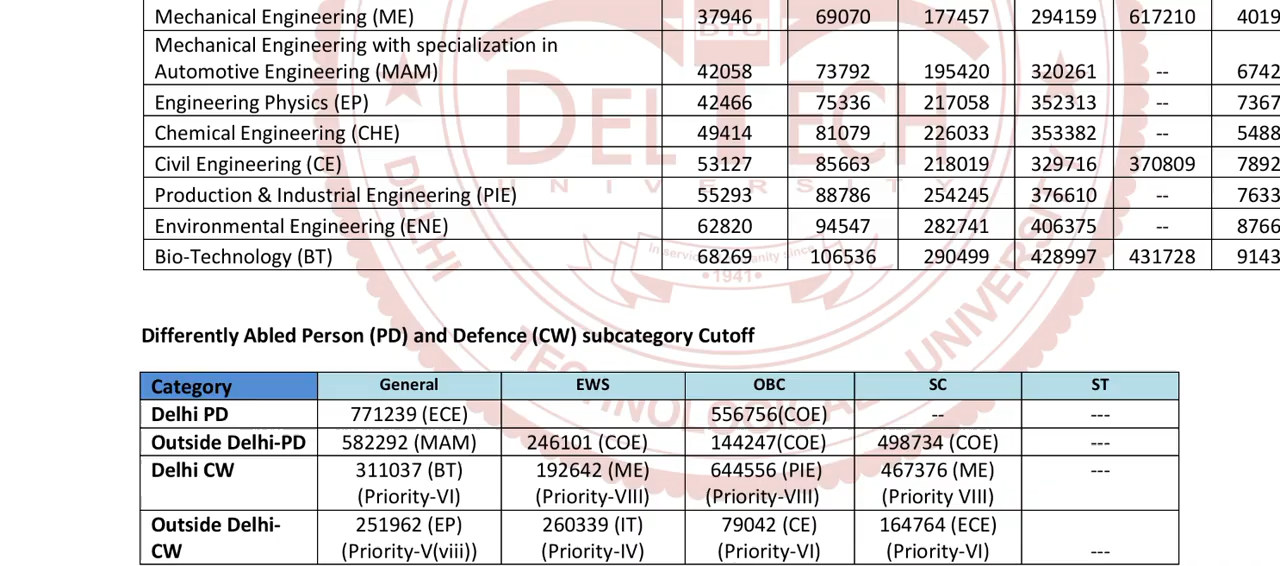 Mechanical Engineering (ME) 37946 69070 177457 294159 617210 4019
Mechanical Engineering with specialization in
Automotive Engineering (MAM) 42058 73792 195420 320261 -- 6742
Engineering Physics (EP) 42466 75336 217058 352313 -- 7367
Chemical Engineering (CHE) 49414 81079 226033 353382 -- 5488
Civil Engineering (CE) 53127 85663 218019 329716 370809 7892
Production & Industrial Engineering (PIE) 55293 88786 254245 376610 -- 7633
Environmental Engineering (ENE) 62820 94547 282741 406375 -- 8766
Bio-Technology (BT) 68269 106536 290499 428997 431728 9143
DTU
DELTECH
UNIVERSITY
•1941•
DELHI TECHNOLOGICAL UNIVERSITY
Differently Abled Person (PD) and Defence (CW) subcategory Cutoff
Category General EWS OBC SC ST
Delhi PD 771239 (ECE) 556756(COE) -- ---
Outside Delhi-PD 582292 (MAM) 246101 (COE) 144247(COE) 498734 (COE) ---
Delhi CW 311037 (BT) 192642 (ME) 644556 (PIE) 467376 (ME) ---
(Priority-VI) (Priority-VIII) (Priority-VIII) (Priority VIII)
Outside Delhi- 251962 (EP) 260339 (IT) 79042 (CE) 164764 (ECE)
CW (Priority-V(viii)) (Priority-IV) (Priority-VI) (Priority-VI) ---